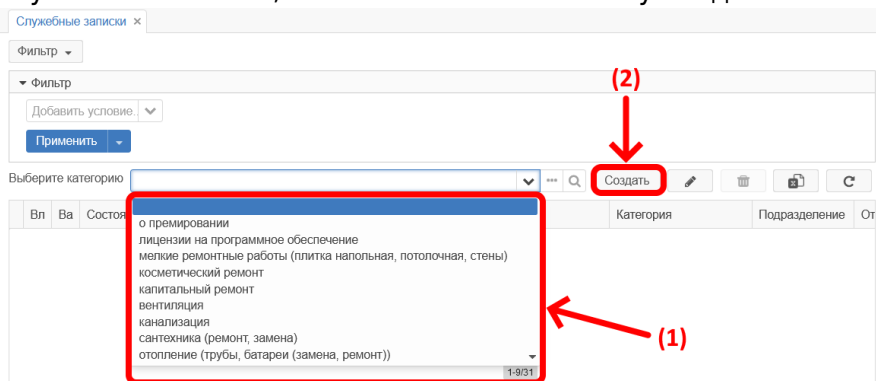 Служебные записки ×
Фильтр
Фильтр
(2)
Добавить условие.
Применить
Выберите категорию
Создать
Вл Ва Категория Подразделение
о премировании
лицензии на программное обеспечение
мелкие ремонтные работы (плитка напольная, потолочная, стены)
косметический ремонт
капитальный ремонт
вентиляция
канализация
(1)
сантехника (ремонт, замена)
отопление (трубы, батареи (замена, ремонт))
1-9/31